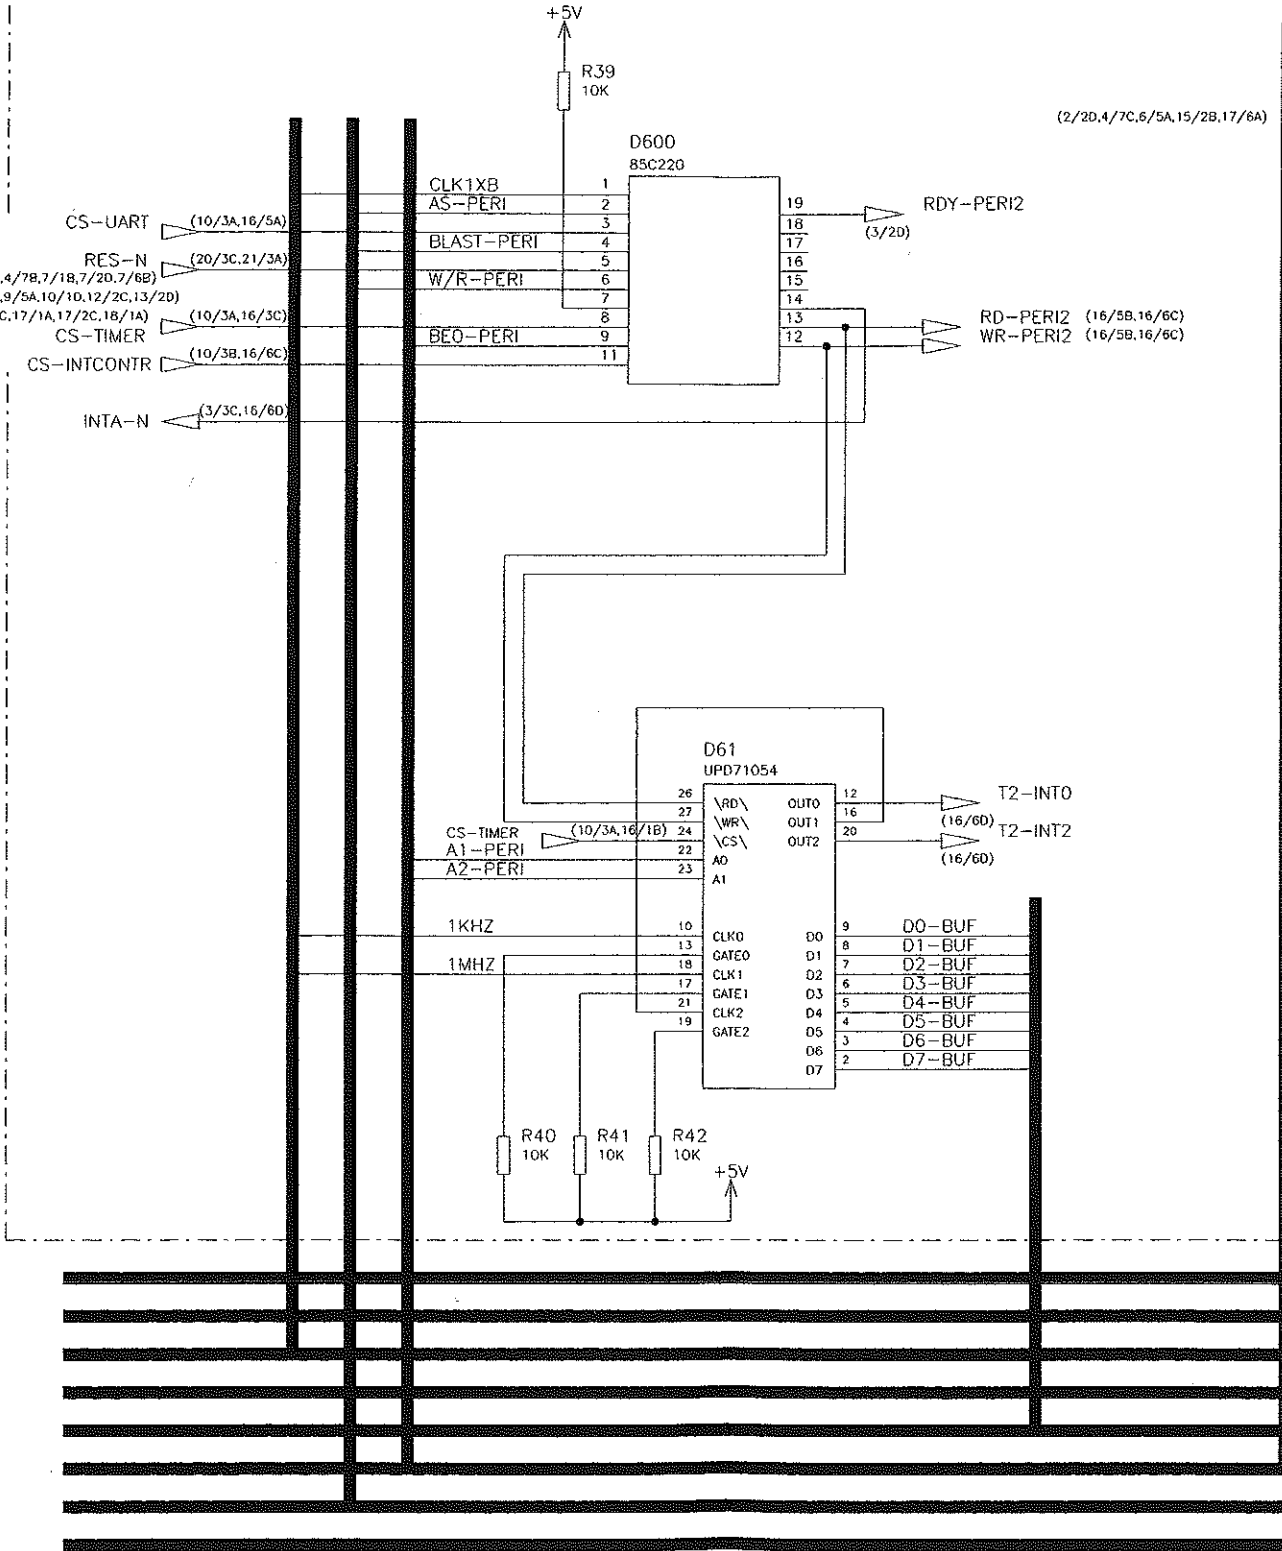 +5V
R39
10K
(2/2D,4/7C,6/5A,15/2B,17/6A)
D600
85C220
CLK1XB 1
AS-PERI 2
19 RDY-PERI2
(3/2D)
CS-UART (10/3A,16/5A) 3
18
BLAST-PERI 4
17
RES-N (20/3C,21/3A) 5
16
,4/7B,7/1B,7/2D,7/6B)
W/R-PERI 6
15
,9/5A,10/1D,12/2C,13/2D)
7
14
C,17/1A,17/2C,18/1A) (10/3A,16/3C) 8
13 RD-PERI2 (16/5B,16/6C)
CS-TIMER
BE0-PERI 9
12 WR-PERI2 (16/5B,16/6C)
CS-INTCONTR (10/3B,16/6C) 11
INTA-N (3/3C,16/6D)
D61
UPD71054
26 \RD\ OUT0 12 T2-INT0
(16/6D)
27 \WR\ OUT1 16
CS-TIMER (10/3A,16/1B) 24 \CS\ OUT2 20 T2-INT2
(16/6D)
A1-PERI 22 A0
A2-PERI 23 A1
1KHZ 10 CLK0 D0 9 D0-BUF
13 GATE0 D1 8 D1-BUF
1MHZ 18 CLK1 D2 7 D2-BUF
17 GATE1 D3 6 D3-BUF
21 CLK2 D4 5 D4-BUF
19 GATE2 D5 4 D5-BUF
D6 3 D6-BUF
D7 2 D7-BUF
R40 R41 R42
10K 10K 10K
+5V